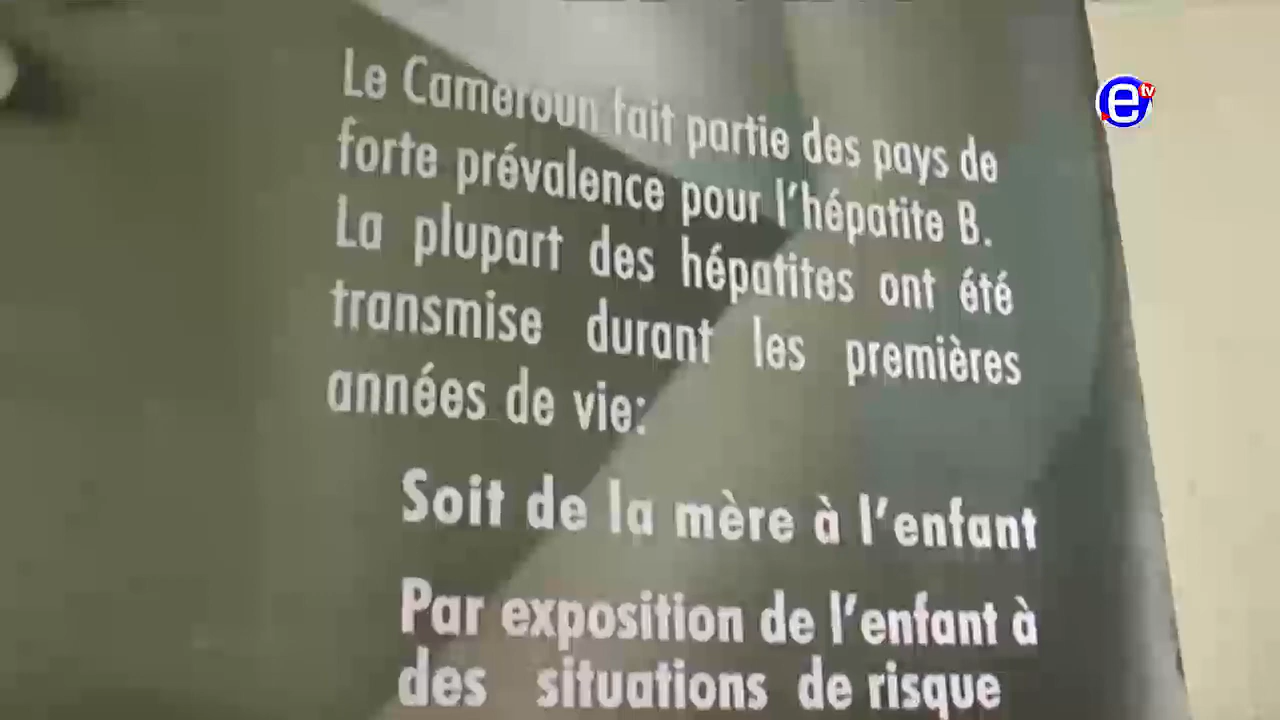 Le Cameroun fait partie des pays de
forte prévalence pour l'hépatite B.
La plupart des hépatites ont été
transmise durant les premières
années de vie:
Soit de la mère à l'enfant
Par exposition de l'enfant à
des situations de risque
e tv